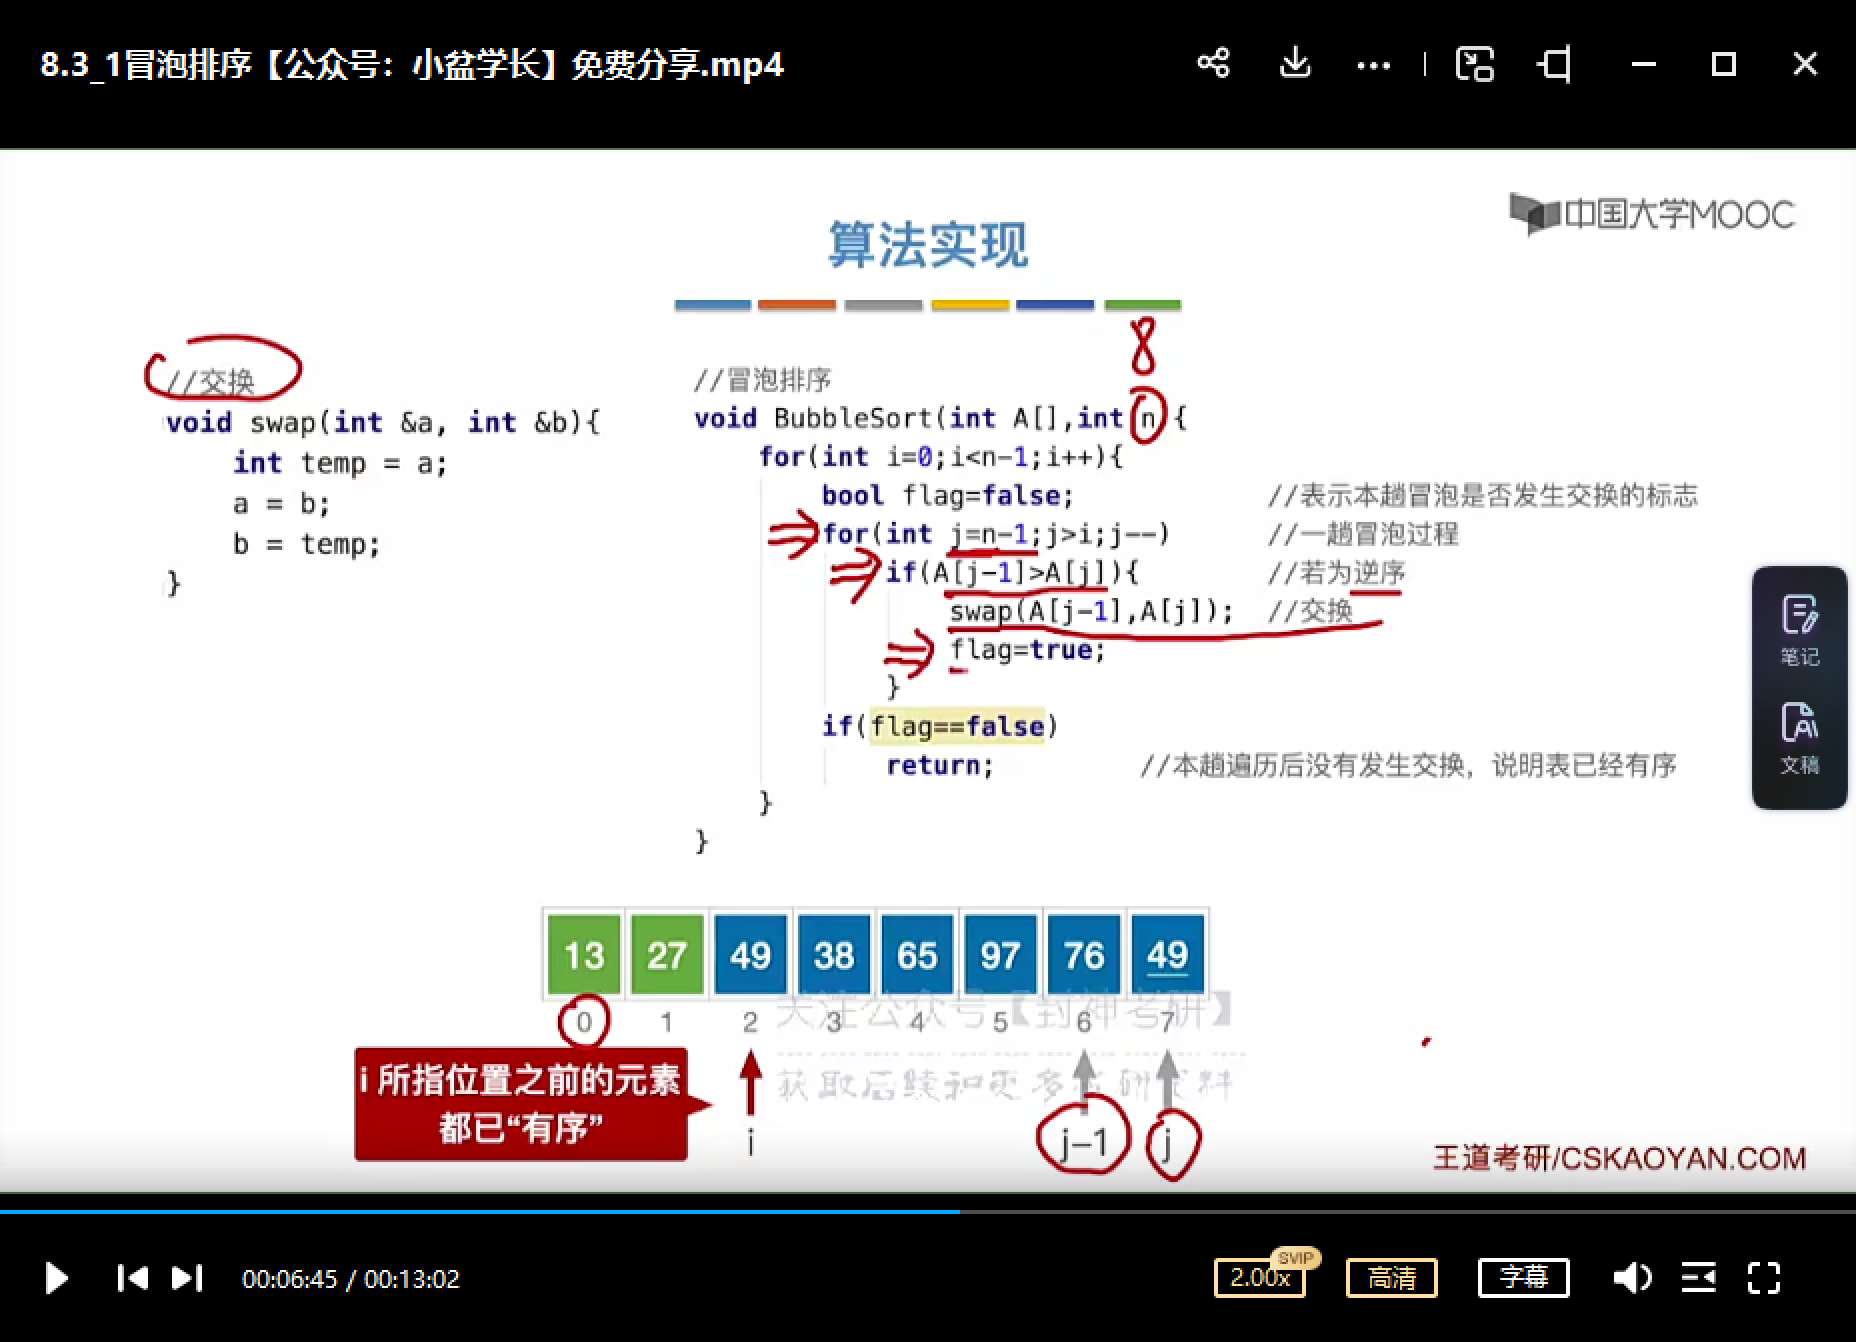 8.3_1冒泡排序【公众号：小盆学长】免费分享.mp4
中国大学MOOC
算法实现
8
//交换
void swap(int &a, int &b){
int temp = a;
a = b;
b = temp;
}
//冒泡排序
void BubbleSort(int A[],int n){
for(int i=0;i<n-1;i++){
bool flag=false; //表示本趟冒泡是否发生交换的标志
for(int j=n-1;j>i;j--) //一趟冒泡过程
if(A[j-1]>A[j]){ //若为逆序
swap(A[j-1],A[j]); //交换
flag=true;
}
if(flag==false)
return; //本趟遍历后没有发生交换，说明表已经有序
}
}
笔记
文稿
13 27 49 38 65 97 76 49
0 1 2 3 4 5 6 7
关注公众号【封神考研】
获取后续和更多考研资料
i 所指位置之前的元素
都已“有序”
i j-1 j
王道考研/CSKAOYAN.COM
00:06:45 / 00:13:02
2.00x SVIP 高清 字幕